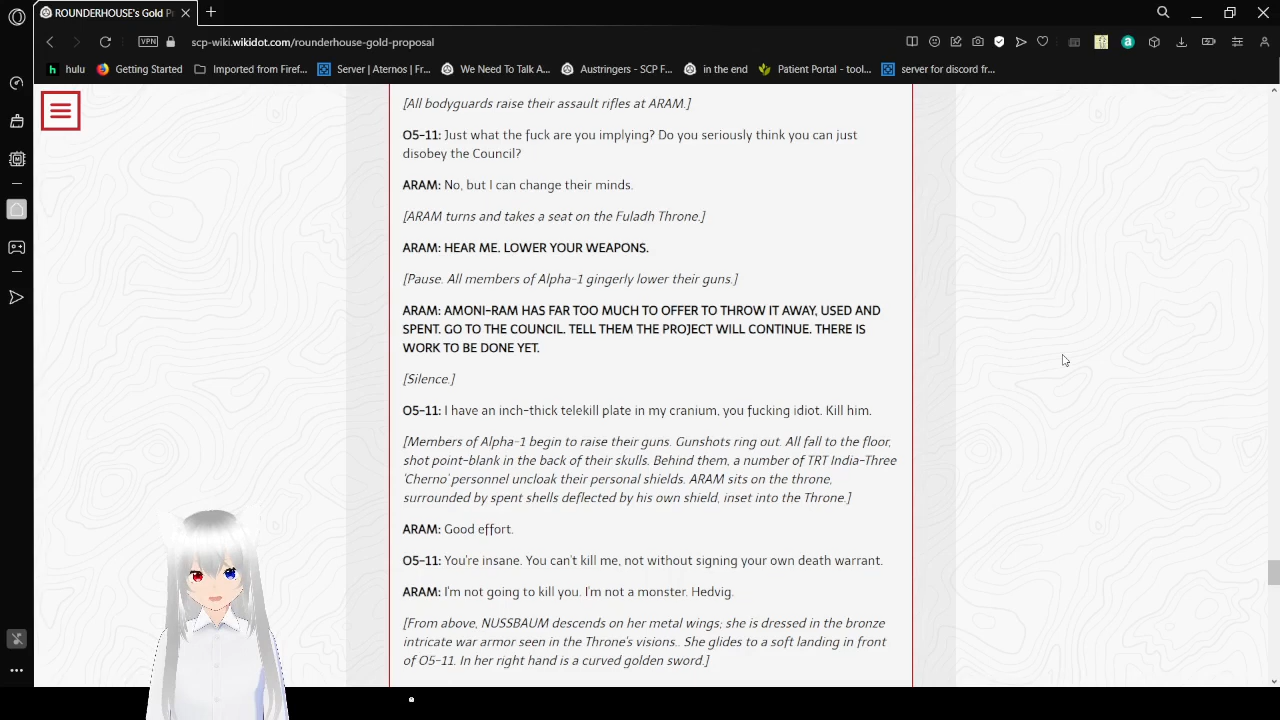 ROUNDERHOUSE's Gold P
VPN
scp-wiki.wikidot.com/rounderhouse-gold-proposal
h hulu
Getting Started
Imported from Firef...
Server | Aternos | Fr...
We Need To Talk A...
Austringers - SCP F...
in the end
Patient Portal - tool...
server for discord fr...
[All bodyguards raise their assault rifles at ARAM.]
O5-11: Just what the fuck are you implying? Do you seriously think you can just
disobey the Council?
ARAM: No, but I can change their minds.
[ARAM turns and takes a seat on the Fuladh Throne.]
ARAM: HEAR ME. LOWER YOUR WEAPONS.
[Pause. All members of Alpha-1 gingerly lower their guns.]
ARAM: AMONI-RAM HAS FAR TOO MUCH TO OFFER TO THROW IT AWAY, USED AND
SPENT. GO TO THE COUNCIL. TELL THEM THE PROJECT WILL CONTINUE. THERE IS
WORK TO BE DONE YET.
[Silence.]
O5-11: I have an inch-thick telekill plate in my cranium, you fucking idiot. Kill him.
[Members of Alpha-1 begin to raise their guns. Gunshots ring out. All fall to the floor,
shot point-blank in the back of their skulls. Behind them, a number of TRT India-Three
'Cherno' personnel uncloak their personal shields. ARAM sits on the throne,
surrounded by spent shells deflected by his own shield, inset into the Throne.]
ARAM: Good effort.
O5-11: You're insane. You can't kill me, not without signing your own death warrant.
ARAM: I'm not going to kill you. I'm not a monster. Hedvig.
[From above, NUSSBAUM descends on her metal wings; she is dressed in the bronze
intricate war armor seen in the Throne's visions.. She glides to a soft landing in front
of O5-11. In her right hand is a curved golden sword.]